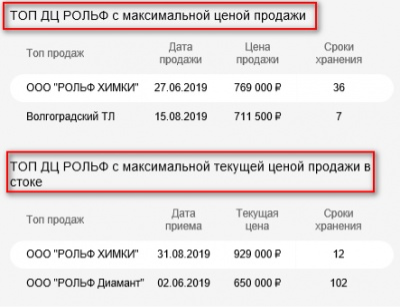 ТОП ДЦ РОЛЬФ с максимальной ценой продажи
Топ продаж Дата продажи Цена продажи Сроки хранения
ООО "РОЛЬФ ХИМКИ" 27.06.2019 769 000 ₽ 36
Волгоградский ТЛ 15.08.2019 711 500 ₽ 7
ТОП ДЦ РОЛЬФ с максимальной текущей ценой продажи в
стоке
Топ продаж Дата приема Текущая цена Сроки хранения
ООО "РОЛЬФ ХИМКИ" 31.08.2019 929 000 ₽ 12
ООО "РОЛЬФ Диамант" 02.06.2019 650 000 ₽ 102